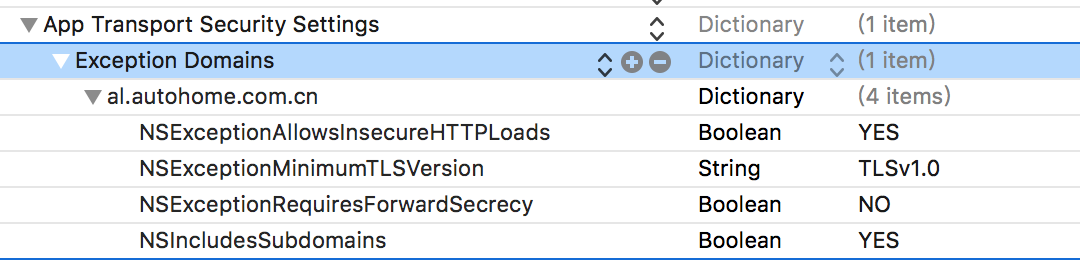 App Transport Security Settings Dictionary (1 item)
Exception Domains Dictionary (1 item)
al.autohome.com.cn Dictionary (4 items)
NSExceptionAllowsInsecureHTTPLoads Boolean YES
NSExceptionMinimumTLSVersion String TLSv1.0
NSExceptionRequiresForwardSecrecy Boolean NO
NSIncludesSubdomains Boolean YES